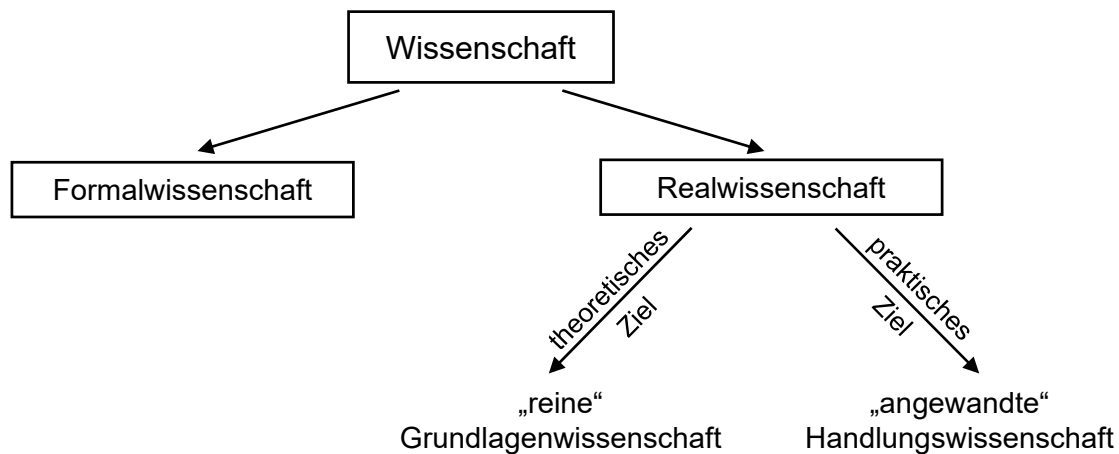 Wissenschaft
Formalwissenschaft
Realwissenschaft
theoretisches
Ziel
praktisches
Ziel
„reine“
Grundlagenwissenschaft
„angewandte“
Handlungswissenschaft